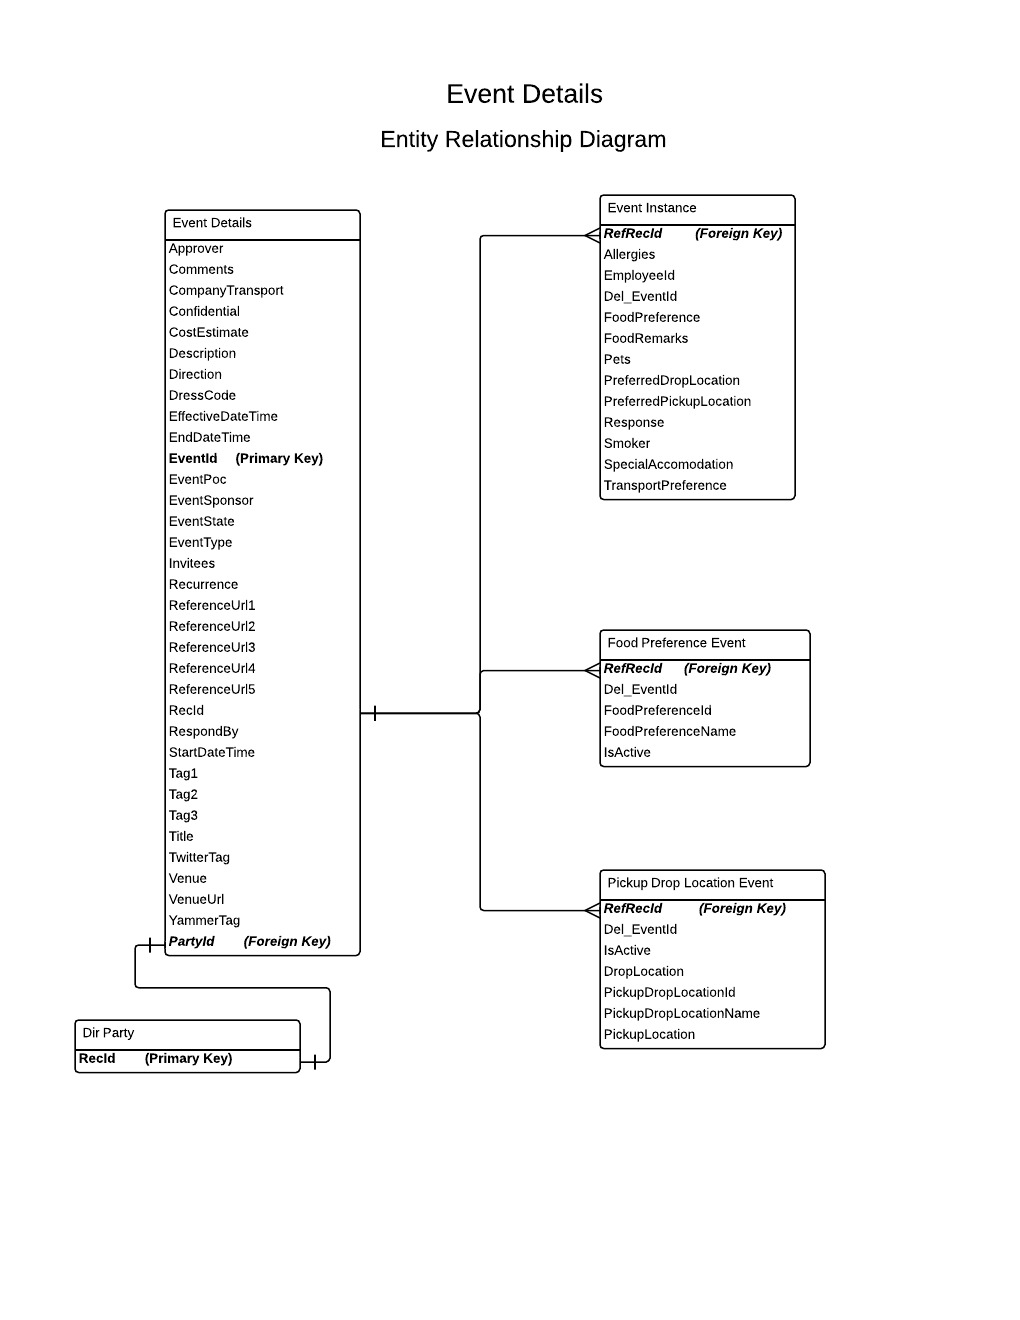 Event Details
Entity Relationship Diagram
Event Details
Approver
Comments
CompanyTransport
Confidential
CostEstimate
Description
Direction
DressCode
EffectiveDateTime
EndDateTime
EventId (Primary Key)
EventPoc
EventSponsor
EventState
EventType
Invitees
Recurrence
ReferenceUrl1
ReferenceUrl2
ReferenceUrl3
ReferenceUrl4
ReferenceUrl5
RecId
RespondBy
StartDateTime
Tag1
Tag2
Tag3
Title
TwitterTag
Venue
VenueUrl
YammerTag
PartyId (Foreign Key)
Dir Party
RecId (Primary Key)
Event Instance
RefRecId (Foreign Key)
Allergies
EmployeeId
Del_EventId
FoodPreference
FoodRemarks
Pets
PreferredDropLocation
PreferredPickupLocation
Response
Smoker
SpecialAccomodation
TransportPreference
Food Preference Event
RefRecId (Foreign Key)
Del_EventId
FoodPreferenceId
FoodPreferenceName
IsActive
Pickup Drop Location Event
RefRecId (Foreign Key)
Del_EventId
IsActive
DropLocation
PickupDropLocationId
PickupDropLocationName
PickupLocation